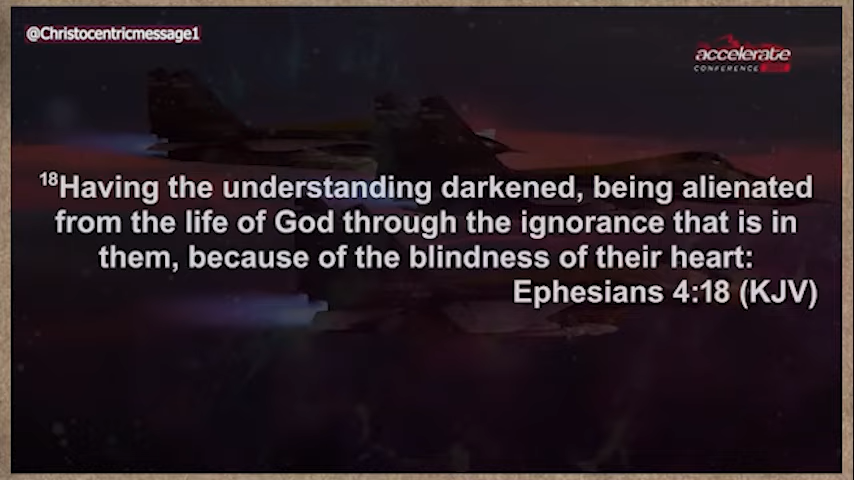 @Christocentricmessage1
accelerate
CONFERENCE
18Having the understanding darkened, being alienated
from the life of God through the ignorance that is in
them, because of the blindness of their heart:
Ephesians 4:18 (KJV)